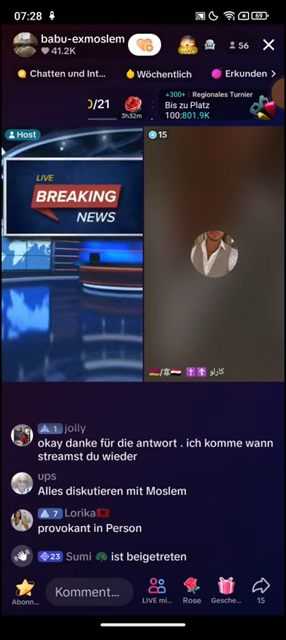 07:28
69
babu-exmoslem
41.2K
56
Chatten und Int...
Wöchentlich
Erkunden
0/21
3h32m
+300 Regionales Turnier
Bis zu Platz
100:801.9K
Host
15
LIVE
BREAKING
NEWS
كارلو
1 jolly
okay danke für die antwort . ich komme wann
streamst du wieder
ups
Alles diskutieren mit Moslem
7 Lorika
provokant in Person
23 Sumi ist beigetreten
Abonn...
Komment...
LIVE mi...
Rose
Gesche...
15